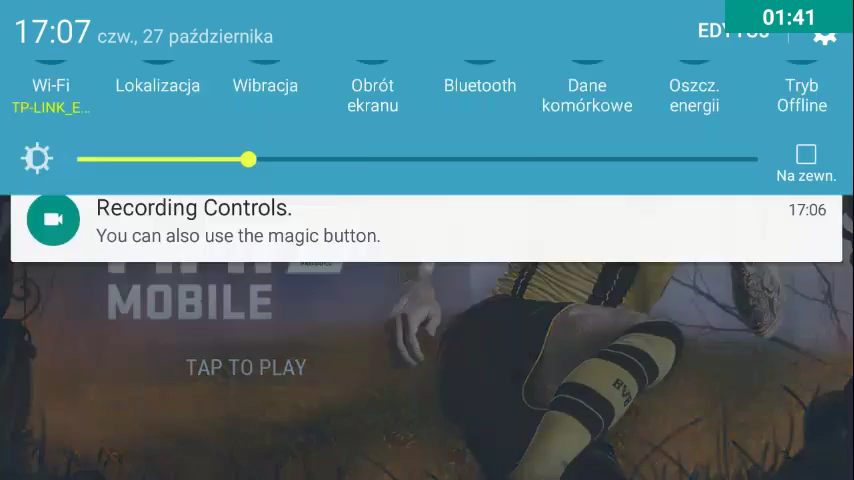 17:07 czw., 27 października
01:41
Wi-Fi
TP-LINK_E...
Lokalizacja
Wibracja
Obrót
ekranu
Bluetooth
Dane
komórkowe
Oszcz.
energii
Tryb
Offline
Na zewn.
Recording Controls.
17:06
You can also use the magic button.
MOBILE
TAP TO PLAY
BVB